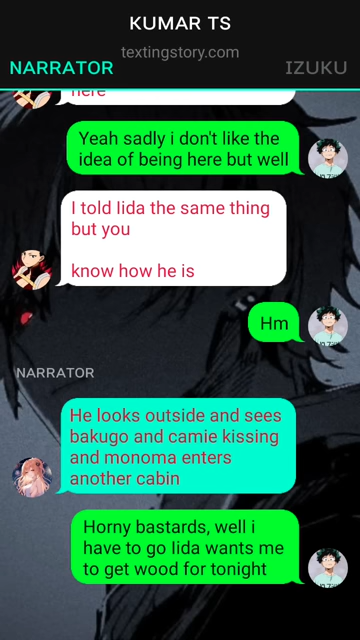 KUMAR TS
textingstory.com
NARRATOR
IZUKU
here
Yeah sadly i don't like the
idea of being here but well
I told Iida the same thing
but you
know how he is
Hm
NARRATOR
He looks outside and sees
bakugo and camie kissing
and monoma enters
another cabin
Horny bastards, well i
have to go Iida wants me
to get wood for tonight